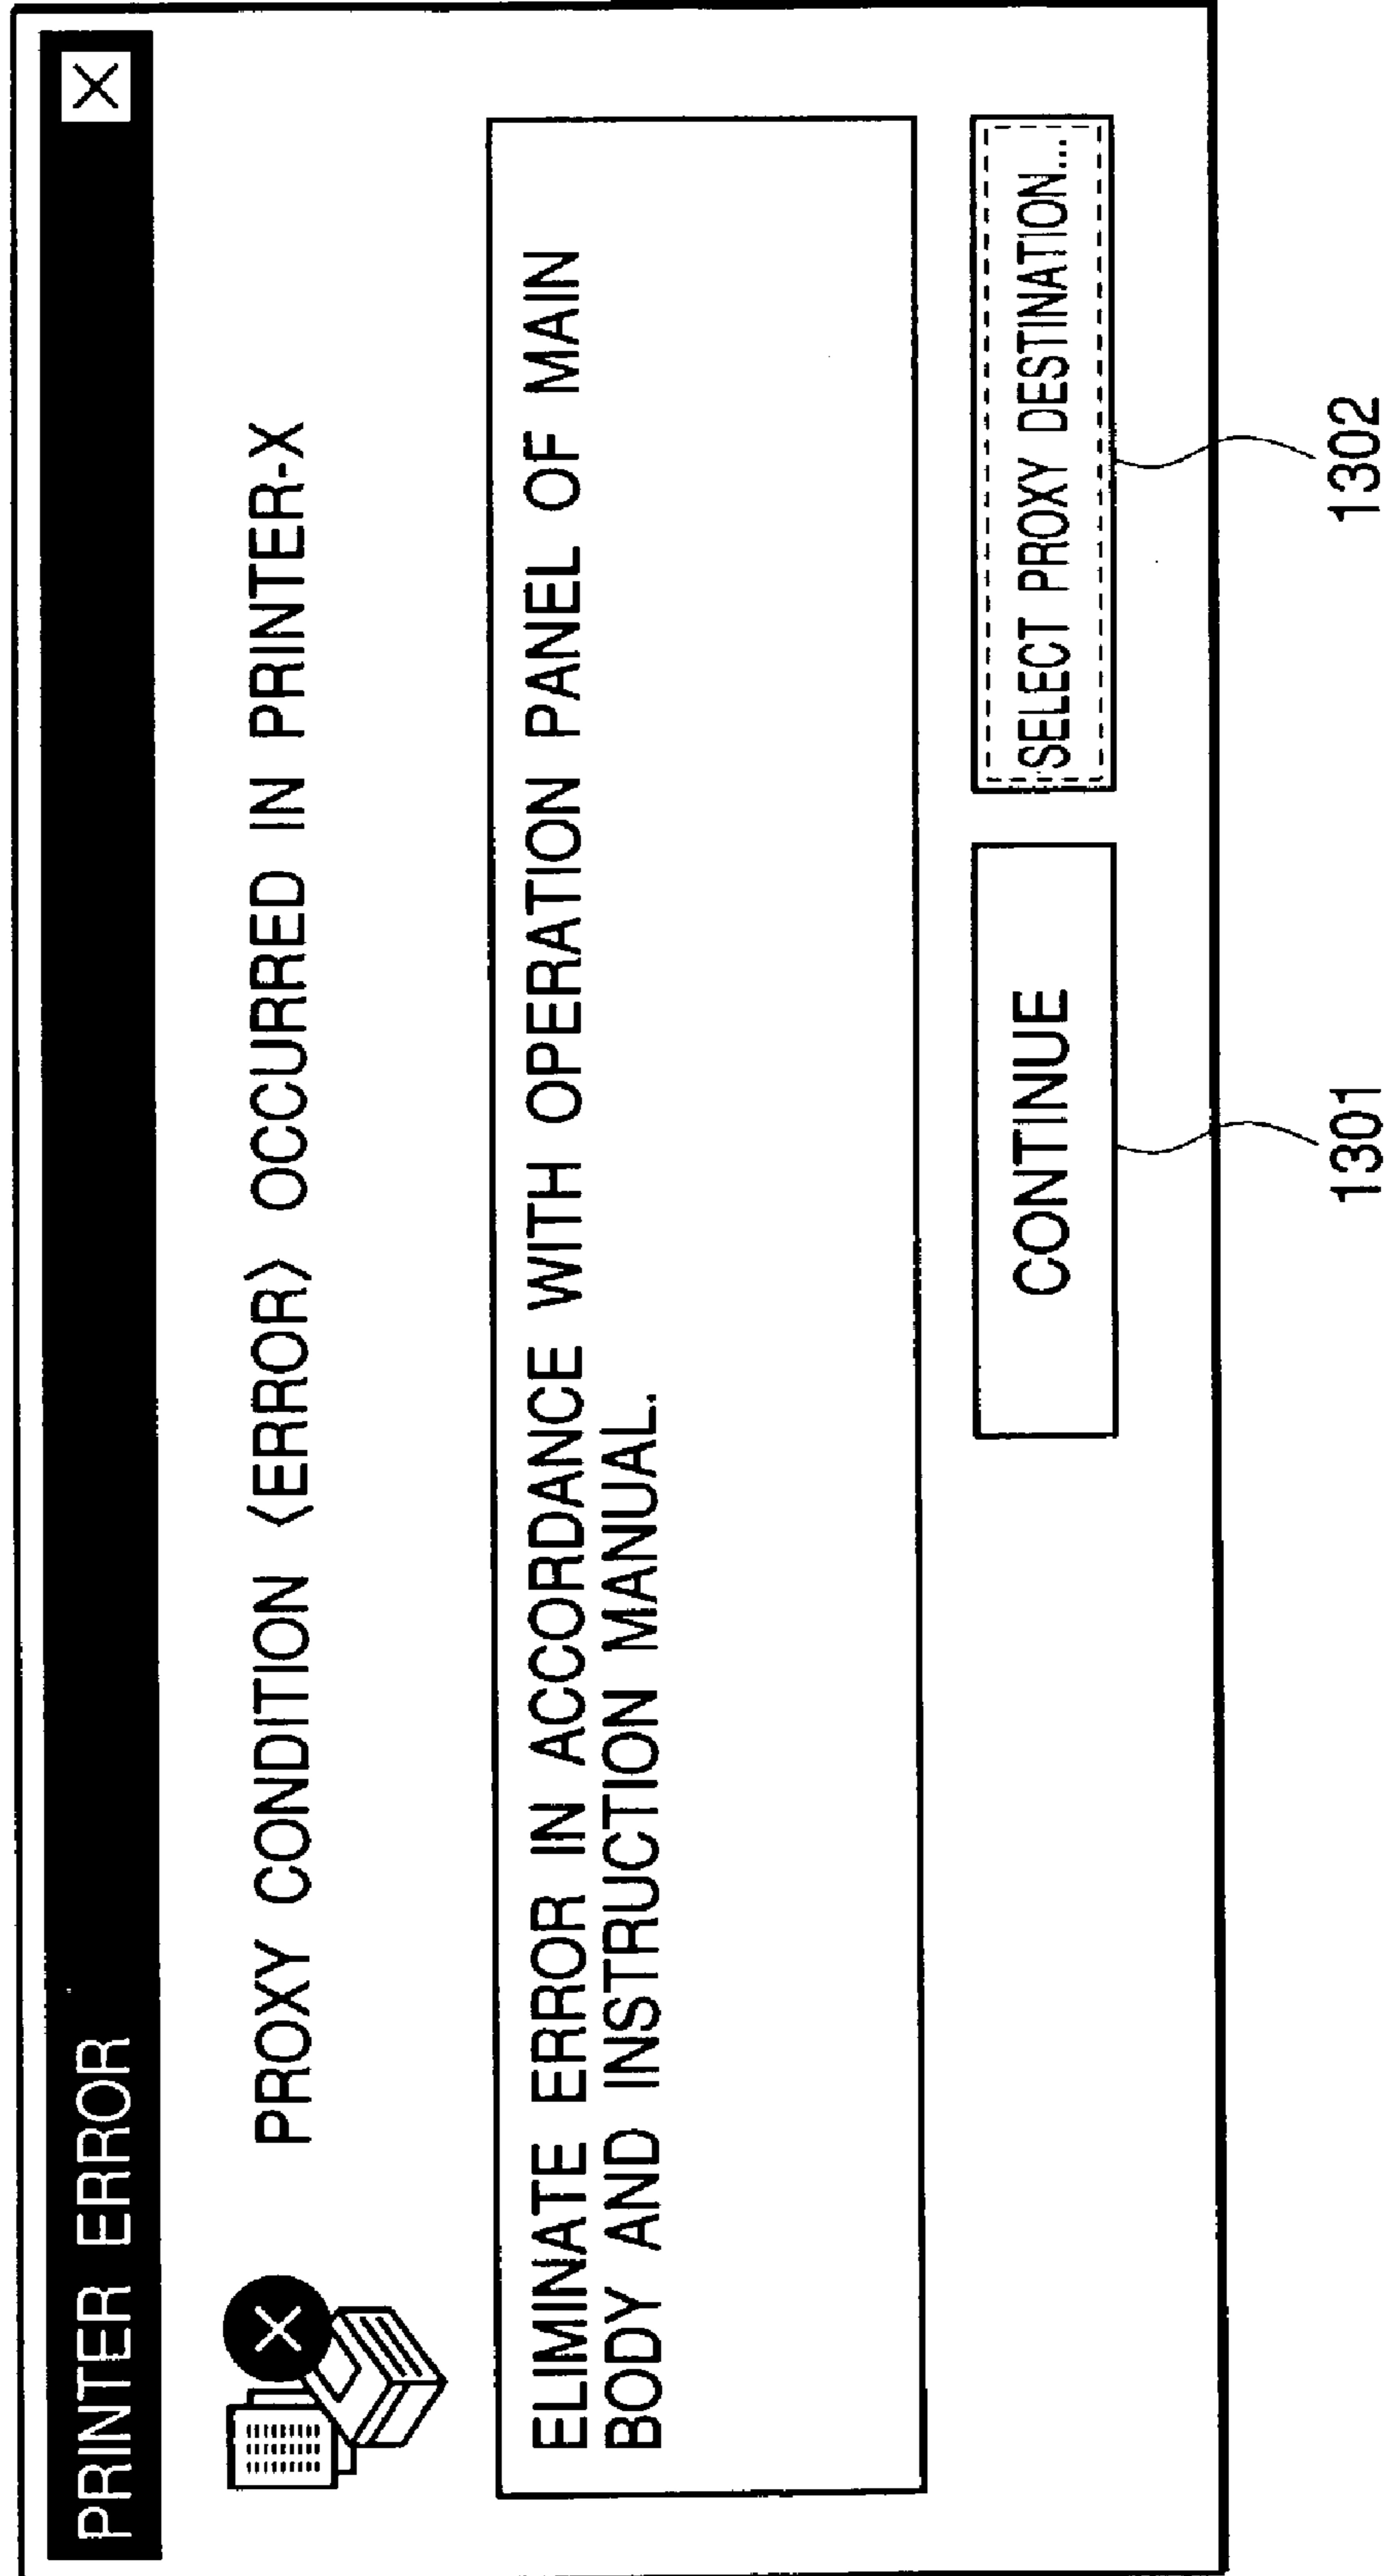 PRINTER ERROR
PROXY CONDITION <ERROR> OCCURRED IN PRINTER-X
ELIMINATE ERROR IN ACCORDANCE WITH OPERATION PANEL OF MAIN
BODY AND INSTRUCTION MANUAL.
CONTINUE
SELECT PROXY DESTINATION...
1301
1302